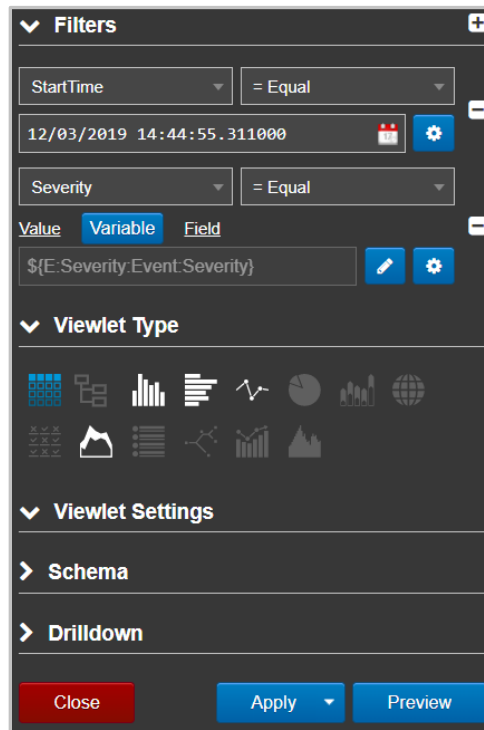 Filters
StartTime = Equal
12/03/2019 14:44:55.311000
Severity = Equal
Value Variable Field
${E:Severity:Event:Severity}
Viewlet Type
Viewlet Settings
Schema
Drilldown
Close Apply Preview